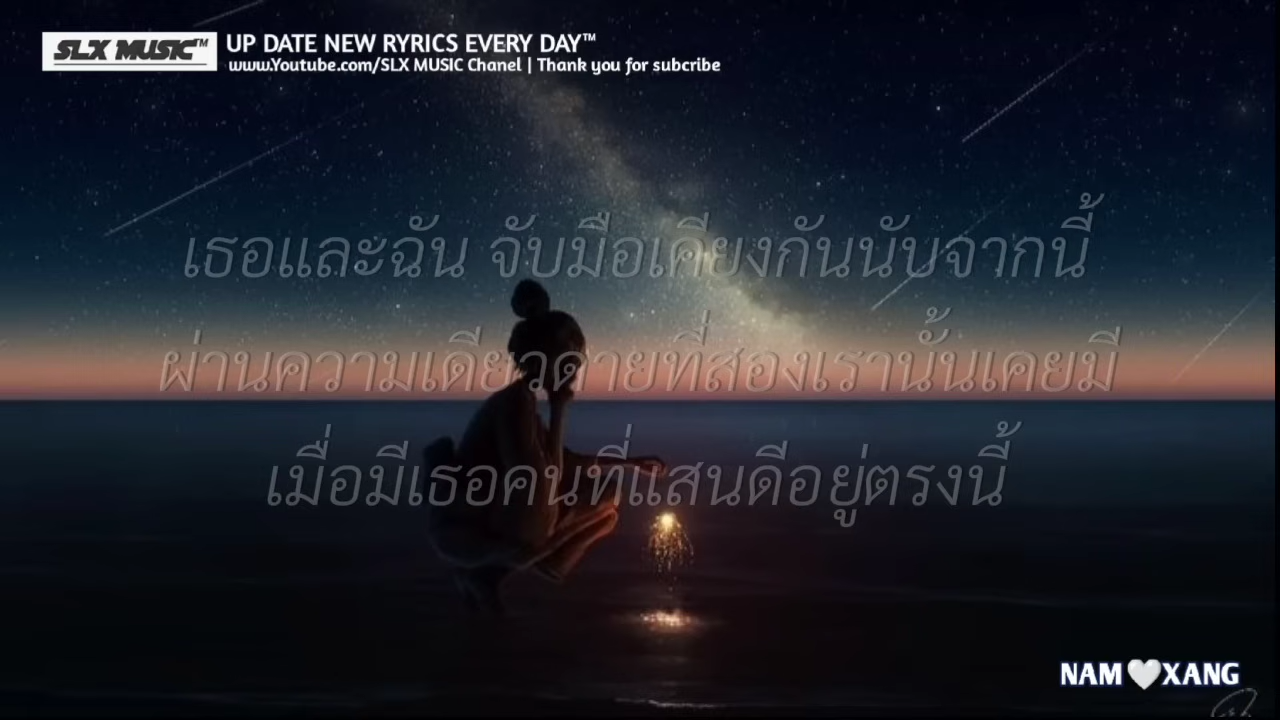 SLX MUSIC™
UP DATE NEW RYRICS EVERY DAY™
www.Youtube.com/SLX MUSIC Chanel | Thank you for subcribe
เธอและฉัน จับมือเคียงกันนับจากนี้
ผ่านความเดียวดายที่สองเรานั้นเคยมี
เมื่อมีเธอคนที่แสนดีอยู่ตรงนี้
NAM🤍XANG